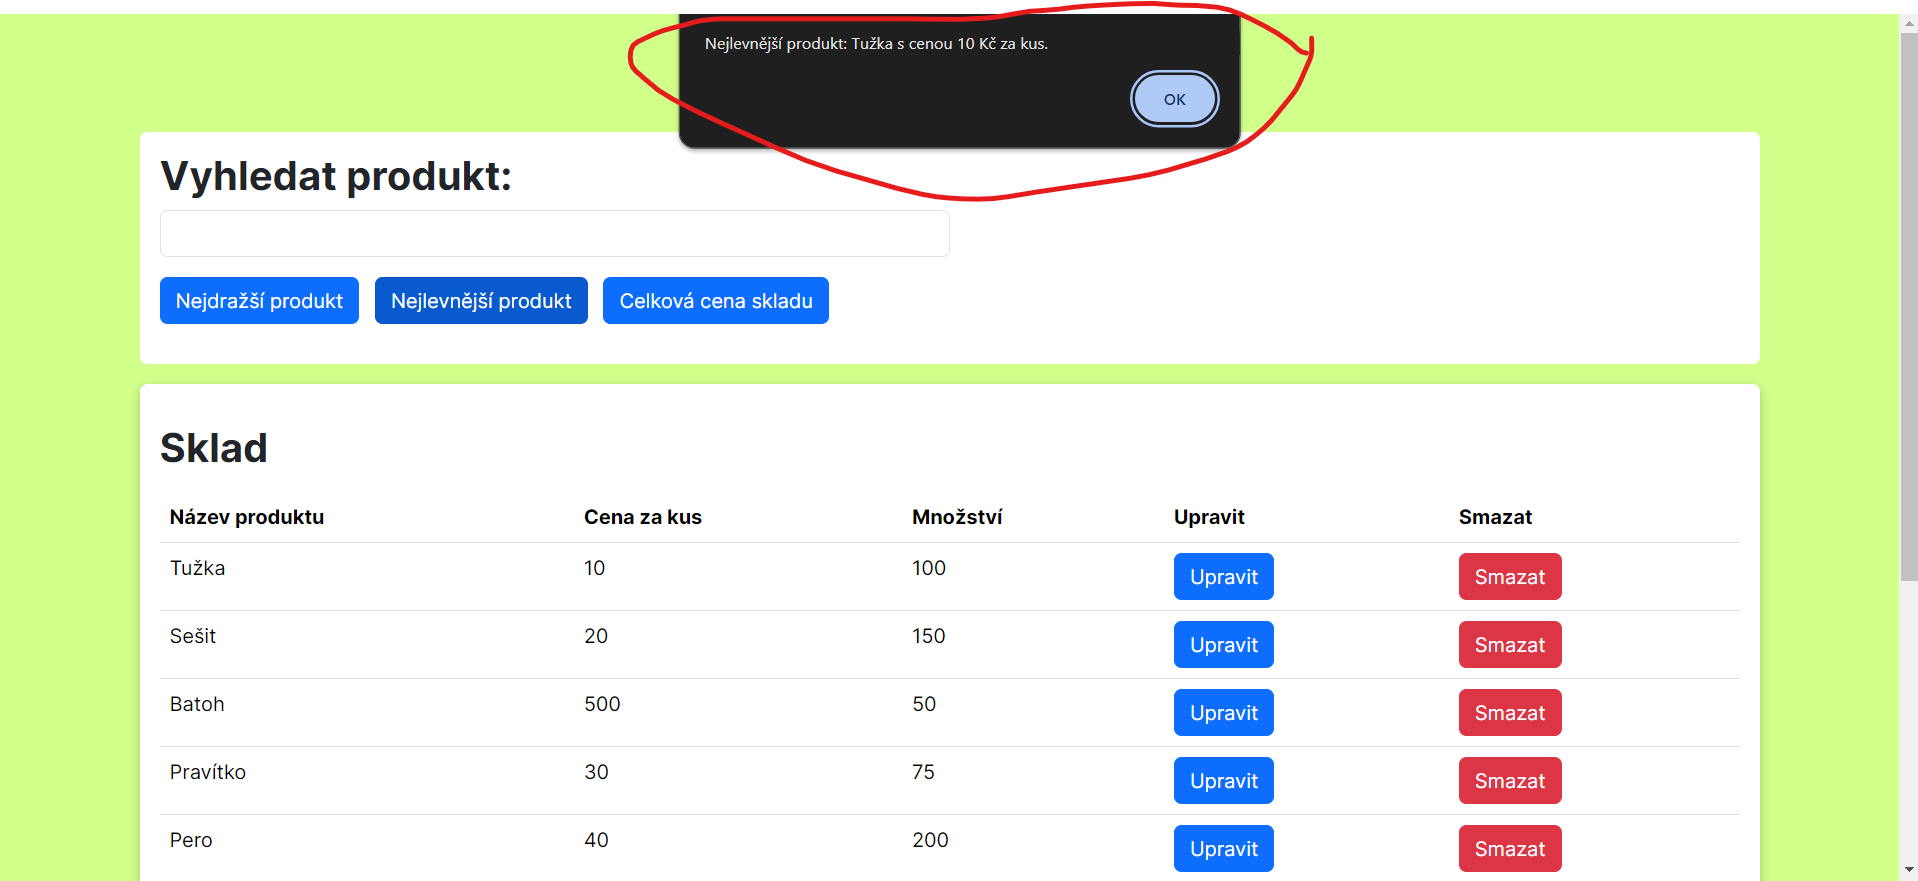 Nejlevnější produkt: Tužka s cenou 10 Kč za kus.
OK
Vyhledat produkt:
Nejdražší produkt Nejlevnější produkt Celková cena skladu
Sklad
Název produktu Cena za kus Množství Upravit Smazat
Tužka 10 100 Upravit Smazat
Sešit 20 150 Upravit Smazat
Batoh 500 50 Upravit Smazat
Pravítko 30 75 Upravit Smazat
Pero 40 200 Upravit Smazat